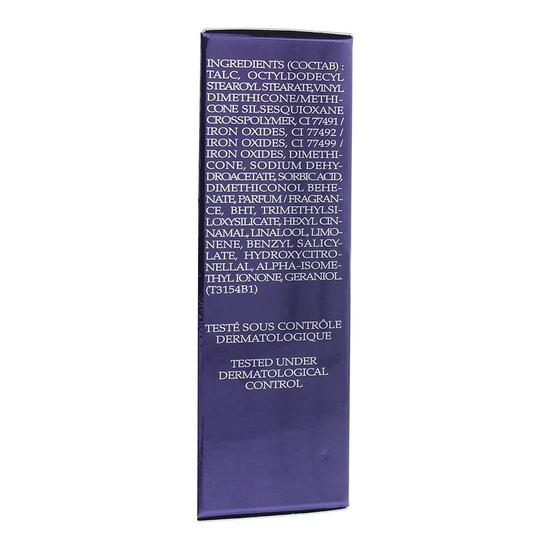 INGREDIENTS (COCTAB) :
TALC, OCTYLDODECYL
STEAROYL STEARATE, VINYL
DIMETHICONE/METHI-
CONE SILSESQUIOXANE
CROSSPOLYMER, CI 77491 /
IRON OXIDES, CI 77492 /
IRON OXIDES, CI 77499 /
IRON OXIDES, DIMETHI-
CONE, SODIUM DEHY-
DROACETATE, SORBIC ACID,
DIMETHICONOL BEHE-
NATE, PARFUM / FRAGRAN-
CE, BHT, TRIMETHYLSI-
LOXYSILICATE, HEXYL CIN-
NAMAL, LINALOOL, LIMO-
NENE, BENZYL SALICY-
LATE, HYDROXYCITRO-
NELLAL, ALPHA-ISOME-
THYL IONONE, GERANIOL.
(T3154B1)
TESTÉ SOUS CONTRÔLE
DERMATOLOGIQUE
TESTED UNDER
DERMATOLOGICAL
CONTROL